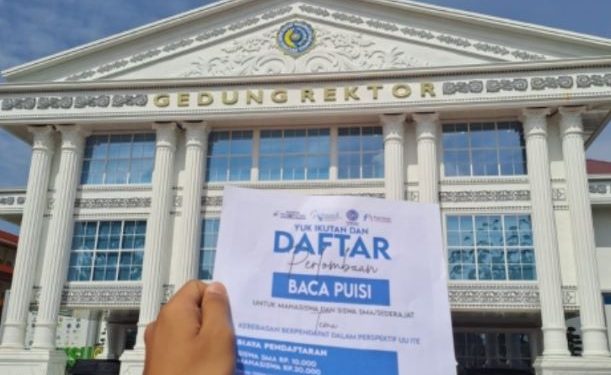 GEDUNG REKTOR
YUK IKUTAN DAN
DAFTAR
Perlombaan
BACA PUISI
UNTUK MAHASISWA DAN SISWA SMA/SEDERAJAT
Tema
KEBEBASAN BERPENDAPAT DALAM PERSPEKTIF UU ITE
BIAYA PENDAFTARAN
SISWA SMA RP. 10.000
MAHASISWA RP.20.000